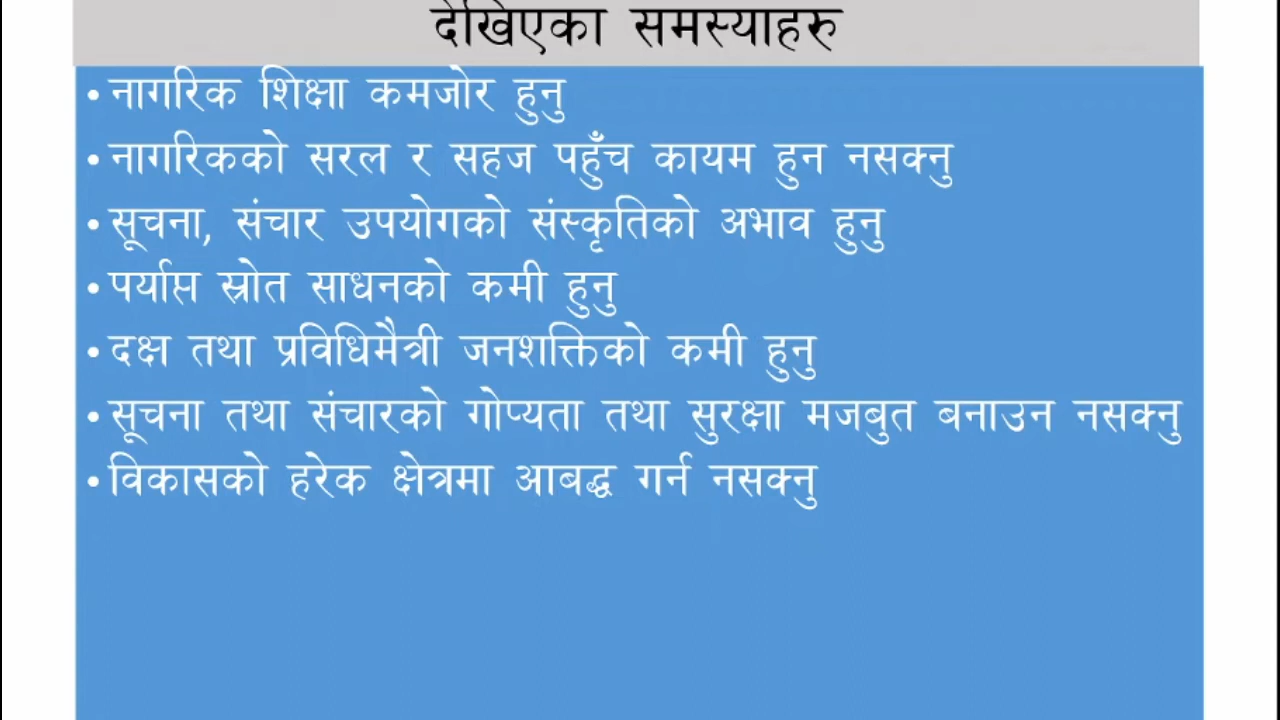 देखिएका समस्याहरु
• नागरिक शिक्षा कमजोर हुनु
• नागरिकको सरल र सहज पहुँच कायम हुन नसक्नु
• सूचना, संचार उपयोगको संस्कृतिको अभाव हुनु
• पर्याप्त स्रोत साधनको कमी हुनु
• दक्ष तथा प्रविधिमैत्री जनशक्तिको कमी हुनु
• सूचना तथा संचारको गोप्यता तथा सुरक्षा मजबुत बनाउन नसक्नु
• विकासको हरेक क्षेत्रमा आबद्ध गर्न नसक्नु